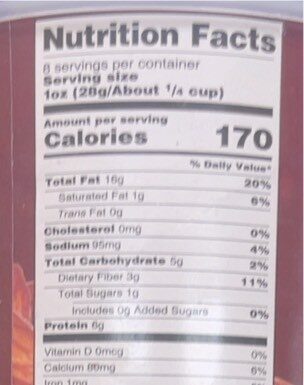 Nutrition Facts
8 servings per container
Serving size
1oz (28g/About 1/4 cup)
Amount per serving
Calories 170
% Daily Value*
Total Fat 16g 20%
Saturated Fat 1g 6%
Trans Fat 0g
Cholesterol 0mg 0%
Sodium 95mg 4%
Total Carbohydrate 5g 2%
Dietary Fiber 3g 11%
Total Sugars 1g
Includes 0g Added Sugars 0%
Protein 6g
Vitamin D 0mcg 0%
Calcium 80mg 6%
Iron 1mg